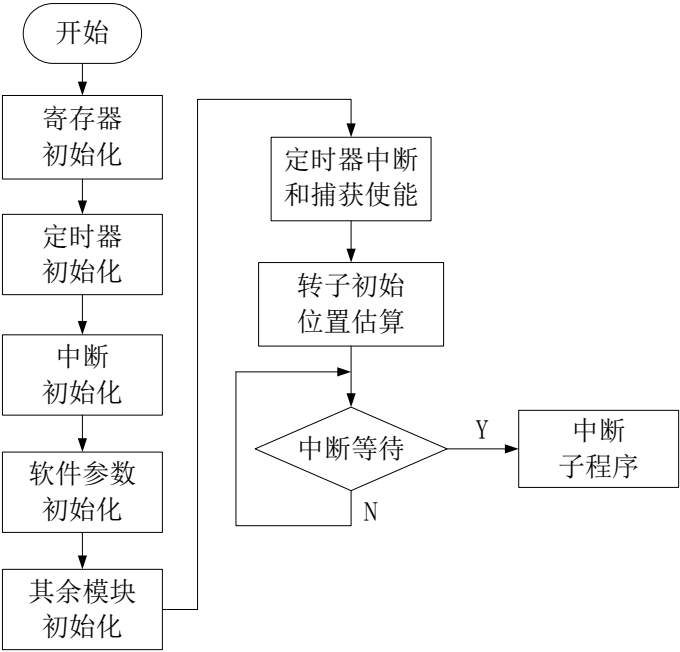 开始
寄存器
初始化
定时器
初始化
中断
初始化
软件参数
初始化
其余模块
初始化
定时器中断
和捕获使能
转子初始
位置估算
中断等待
Y
N
中断
子程序